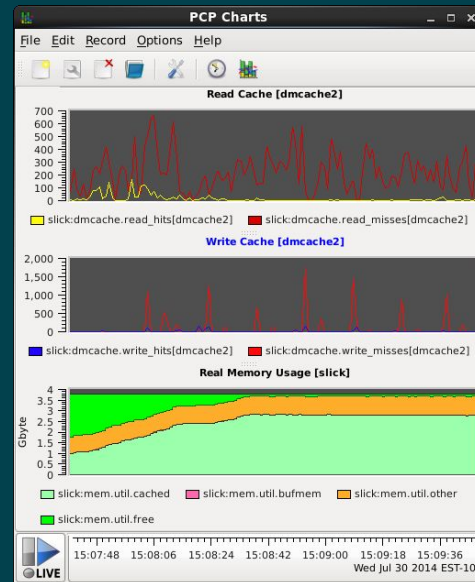 PCP Charts
File Edit Record Options Help
Read Cache [dmcache2]
700
600
500
400
300
200
100
0
slick:dmcache.read_hits[dmcache2] slick:dmcache.read_misses[dmcache2]
Write Cache [dmcache2]
2,000
1,500
1,000
500
0
slick:dmcache.write_hits[dmcache2] slick:dmcache.write_misses[dmcache2]
Real Memory Usage [slick]
Gbyte
4
3.5
3
2.5
2
1.5
1
0.5
0
slick:mem.util.cached slick:mem.util.bufmem slick:mem.util.other
slick:mem.util.free
LIVE
15:07:48 15:08:06 15:08:24 15:08:42 15:09:00 15:09:18 15:09:36
Wed Jul 30 2014 EST-10